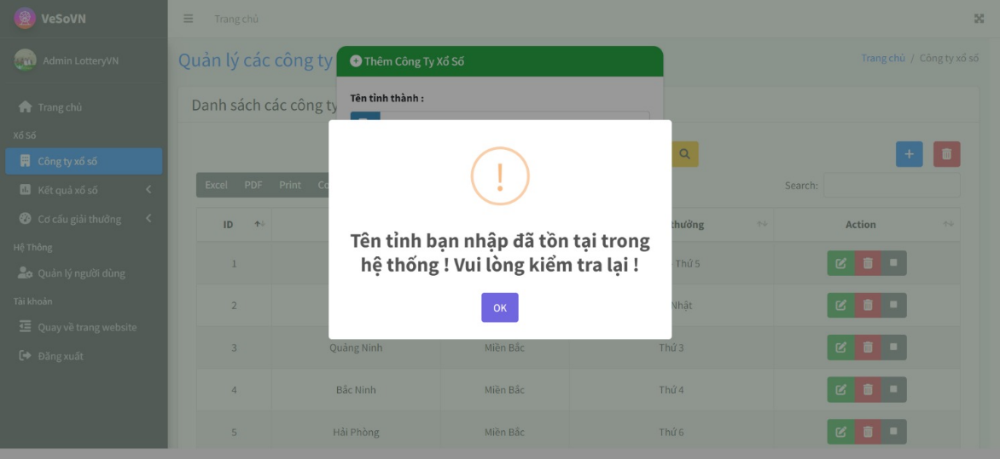 VeSoVN
Trang chủ
Admin LotteryVN
Quản lý các công ty
Thêm Công Ty Xổ Số
Trang chủ / Công ty xổ số
Tên tỉnh thành :
Trang chủ
Danh sách các công ty
Xổ Số
Công ty xổ số
Kết quả xổ số
Excel PDF Print
Search:
Cơ cấu giải thưởng
ID
thưởng
Action
Tên tỉnh bạn nhập đã tồn tại trong
hệ thống ! Vui lòng kiểm tra lại !
Hệ Thống
1
Thứ 5
Quản lý người dùng
Tài khoản
2
Nhật
OK
Quay về trang website
3 Quảng Ninh Miền Bắc Thứ 3
Đăng xuất
4 Bắc Ninh Miền Bắc Thứ 4
5 Hải Phòng Miền Bắc Thứ 6